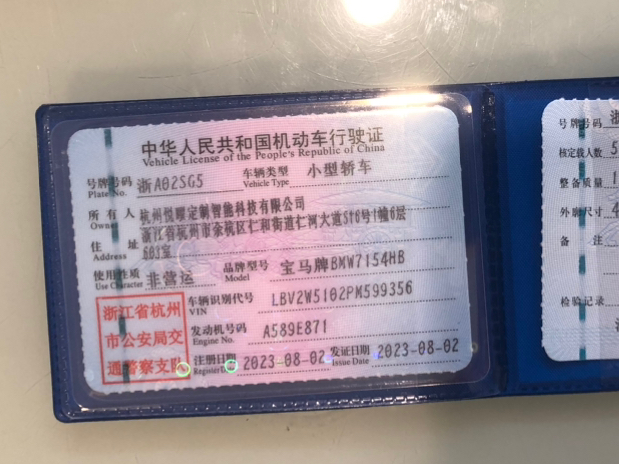 中华人民共和国机动车行驶证
Vehicle License of the People's Republic of China
号牌号码 浙A02SG5 车辆类型 小型轿车
Plate No. Vehicle Type
所有人 杭州悦曜定制智能科技有限公司
Owner
住址 浙江省杭州市余杭区仁和街道仁河大道516号1幢6层
Address 603室
使用性质 非营运 品牌型号 宝马牌BMW7154HB
Use Character Model
浙江省杭州
市公安局交
通警察支队
车辆识别代号 LBV2W5102PM599356
VIN
发动机号码 A589E871
Engine No.
注册日期 2023-08-02 发证日期 2023-08-02
Register Date Issue Date
号牌号码 浙
核定载人数 5
整备质量 1
外廓尺寸 4
备注
检验记录